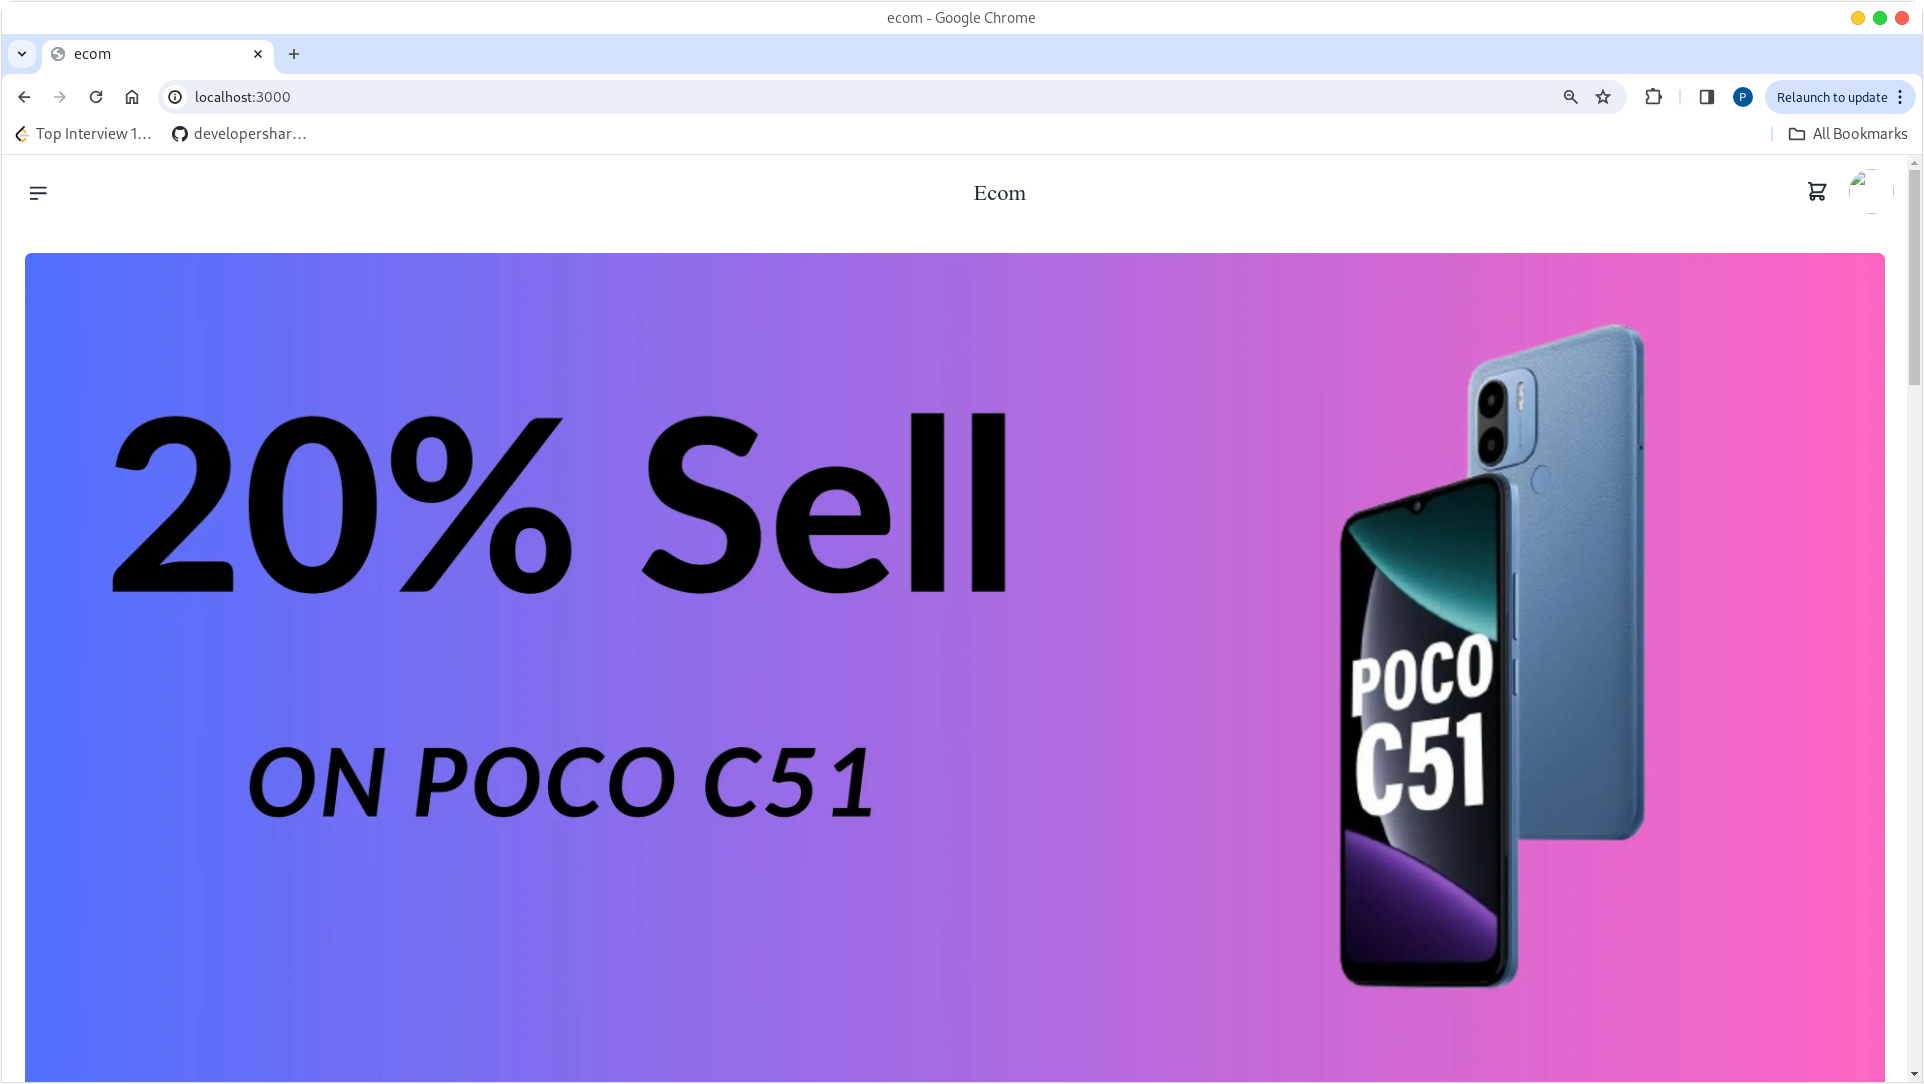 ecom - Google Chrome
ecom
localhost:3000
P
Relaunch to update
Top Interview 1...
developershar...
All Bookmarks
Ecom
20% Sell
ON POCO C51
POCO
C51